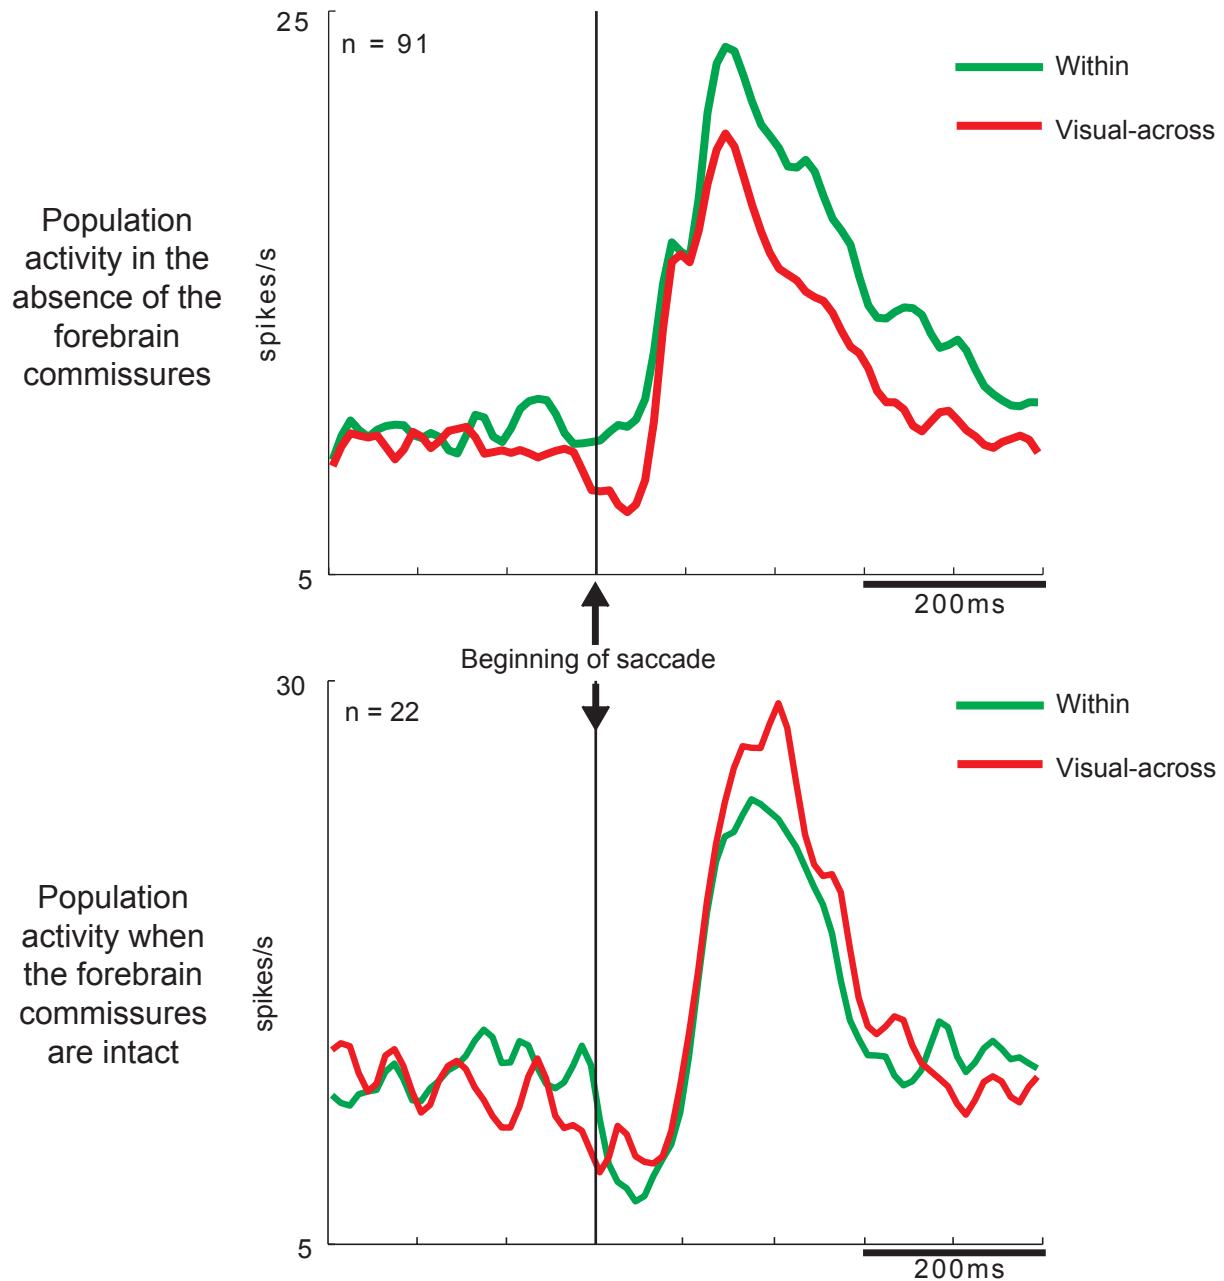 25
n = 91
Within
Visual-across
Population
activity in the
absence of the
forebrain
commissures
spikes/s
5
200ms
Beginning of saccade
30
n = 22
Within
Visual-across
Population
activity when
the forebrain
commissures
are intact
spikes/s
5
200ms